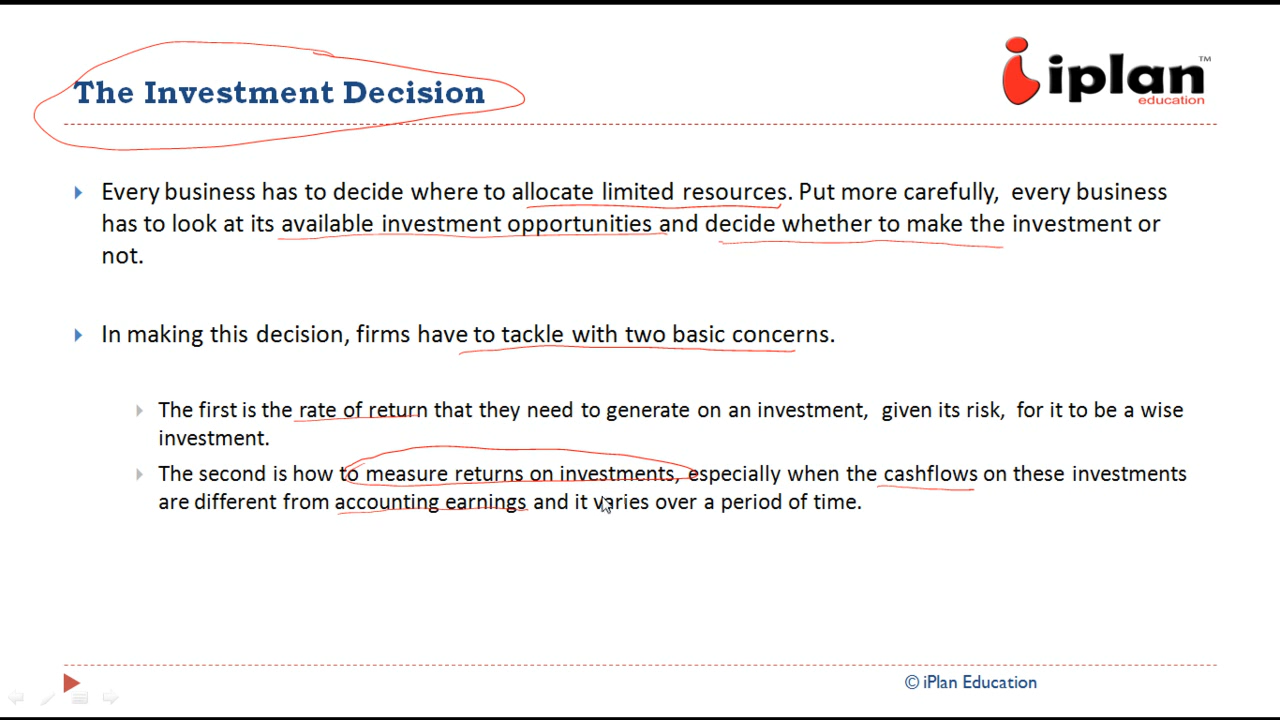 The Investment Decision
iplan™
education
Every business has to decide where to allocate limited resources. Put more carefully, every business
has to look at its available investment opportunities and decide whether to make the investment or
not.
In making this decision, firms have to tackle with two basic concerns.
The first is the rate of return that they need to generate on an investment, given its risk, for it to be a wise
investment.
The second is how to measure returns on investments, especially when the cashflows on these investments
are different from accounting earnings and it varies over a period of time.
© iPlan Education